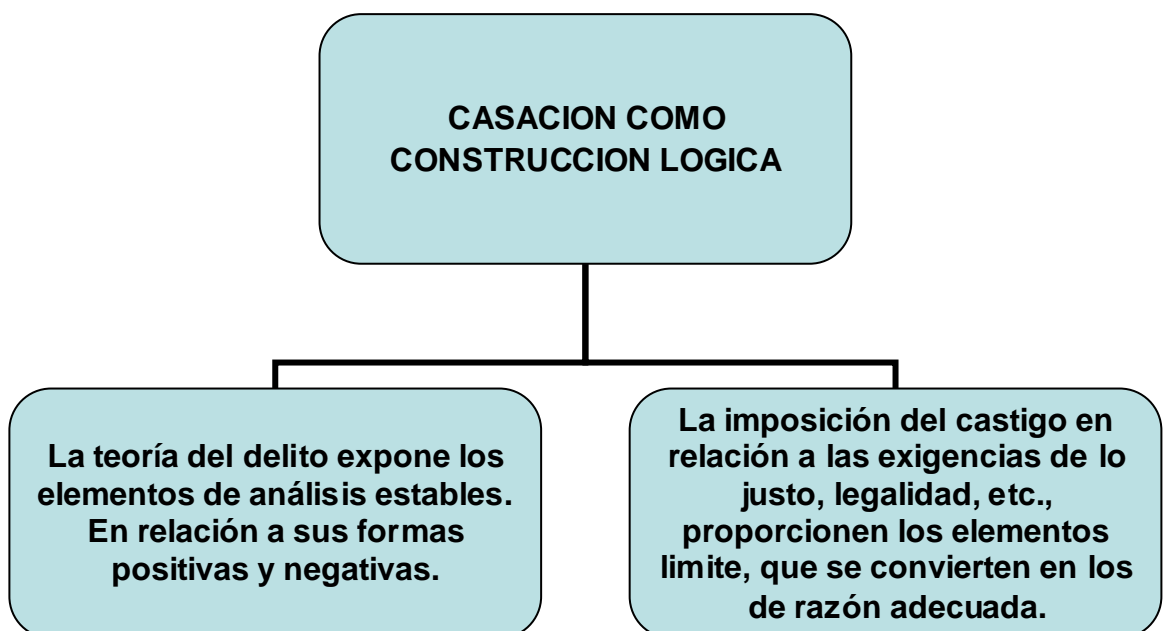 CASACION COMO
CONSTRUCCION LOGICA
La teoría del delito expone los
elementos de análisis estables.
En relación a sus formas
positivas y negativas.
La imposición del castigo en
relación a las exigencias de lo
justo, legalidad, etc.,
proporcionen los elementos
limite, que se convierten en los
de razón adecuada.